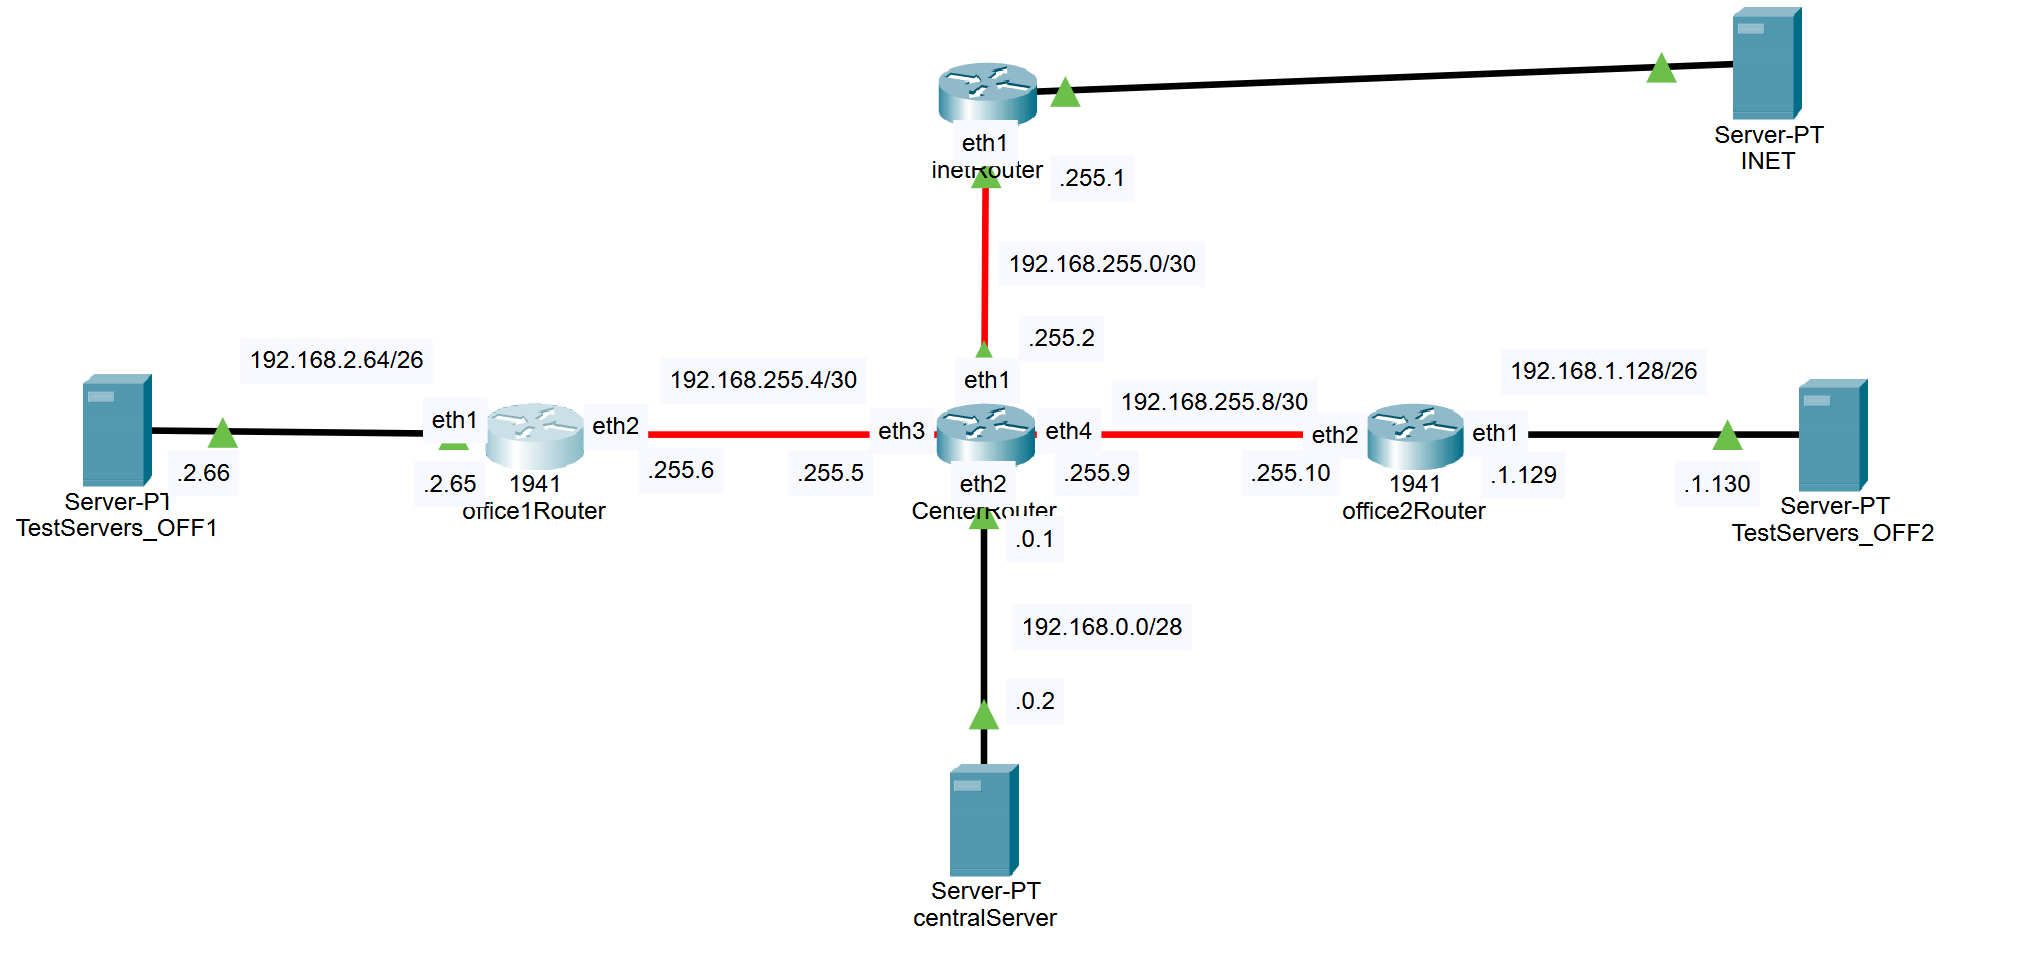 Server-PT
INET
eth1
inetRouter
.255.1
192.168.255.0/30
.255.2
192.168.2.64/26
192.168.255.4/30
eth1
192.168.255.8/30
192.168.1.128/26
eth1
eth2
eth3
eth4
eth2
eth1
.2.66
.2.65
.255.6
.255.5
.255.9
.255.10
.1.129
.1.130
Server-PT
TestServers_OFF1
1941
office1Router
eth2
CenterRouter
1941
office2Router
Server-PT
TestServers_OFF2
.0.1
192.168.0.0/28
.0.2
Server-PT
centralServer